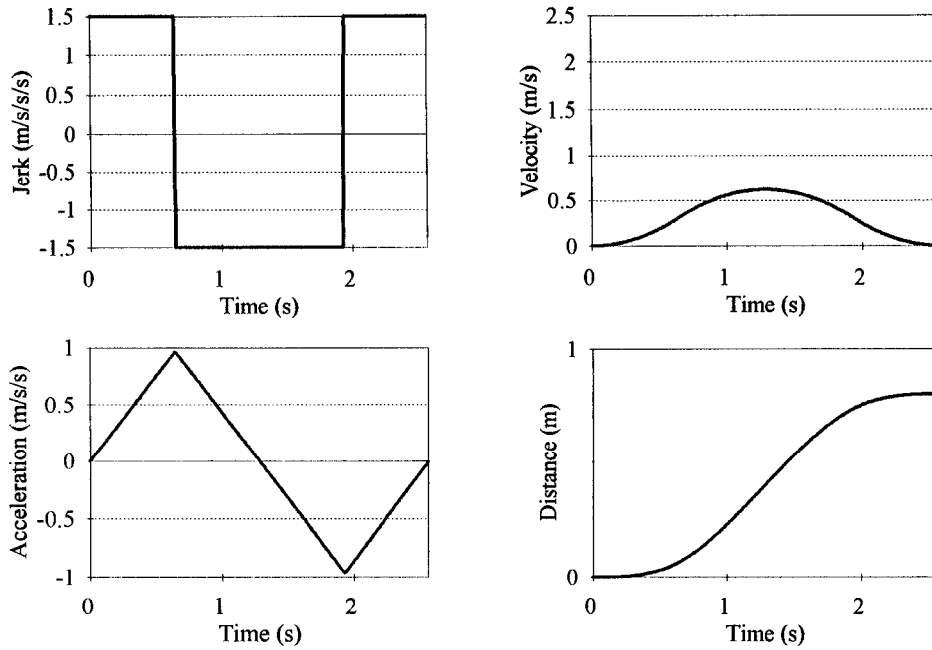 1.5
1
0.5
0
-0.5
-1
-1.5
Jerk (m/s/s/s)
0 1 2
Time (s)
2.5
2
1.5
1
0.5
0
Velocity (m/s)
0 1 2
Time (s)
1
0.5
0
-0.5
-1
Acceleration (m/s/s)
0 1 2
Time (s)
1
0
Distance (m)
0 1 2
Time (s)